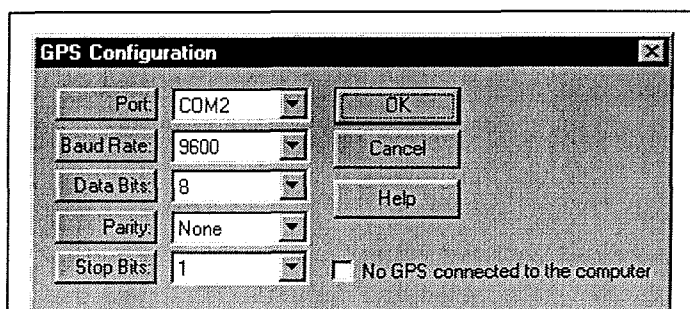 GPS Configuration
Port: COM2
Baud Rate: 9600
Data Bits: 8
Parity: None
Stop Bits: 1
OK
Cancel
Help
No GPS connected to the computer